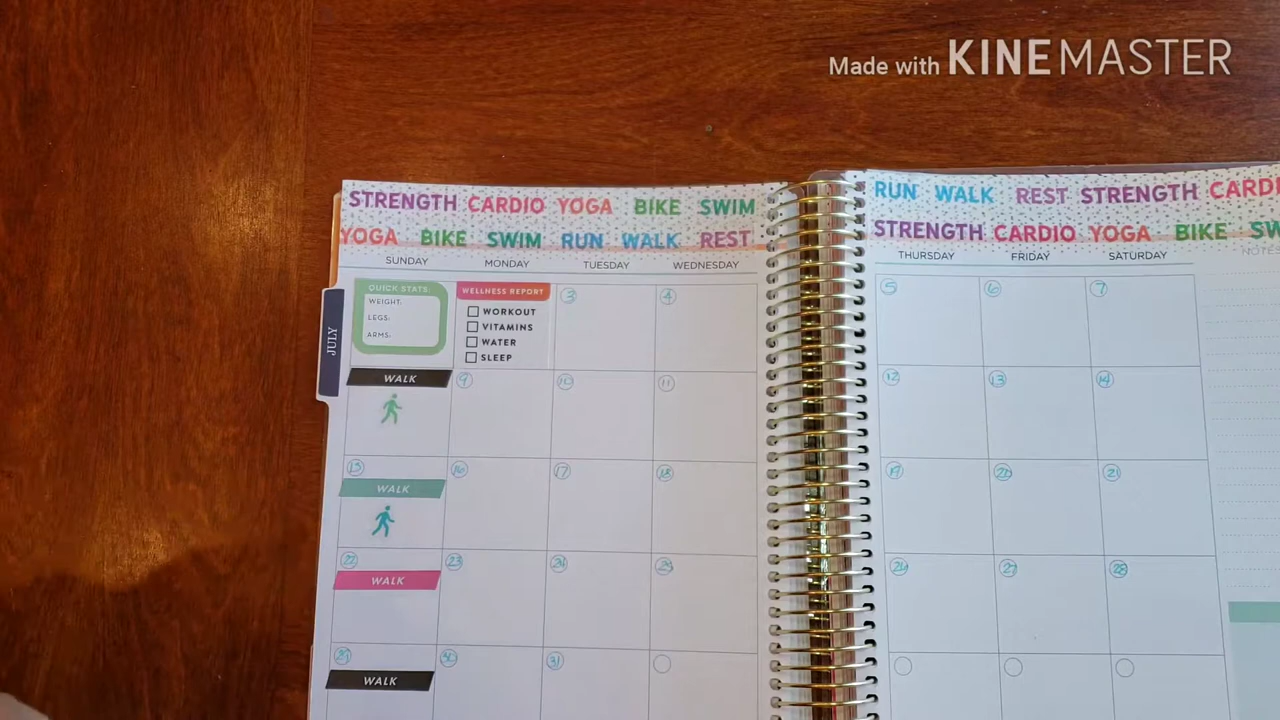 Made with KINEMASTER
STRENGTH CARDIO YOGA BIKE SWIM
YOGA BIKE SWIM RUN WALK REST
SUNDAY MONDAY TUESDAY WEDNESDAY
QUICK STATS:
WEIGHT:
LEGS:
ARMS:
WELLNESS REPORT
WORKOUT
VITAMINS
WATER
SLEEP
3 4
JULY
WALK
9 10 11
15 16 17 18
WALK
22 23 24 25
WALK
29 30 31
WALK
RUN WALK REST STRENGTH
STRENGTH CARDIO YOGA BIKE
THURSDAY FRIDAY SATURDAY
5 6 7
12 13 14
19 20 21
26 27 28